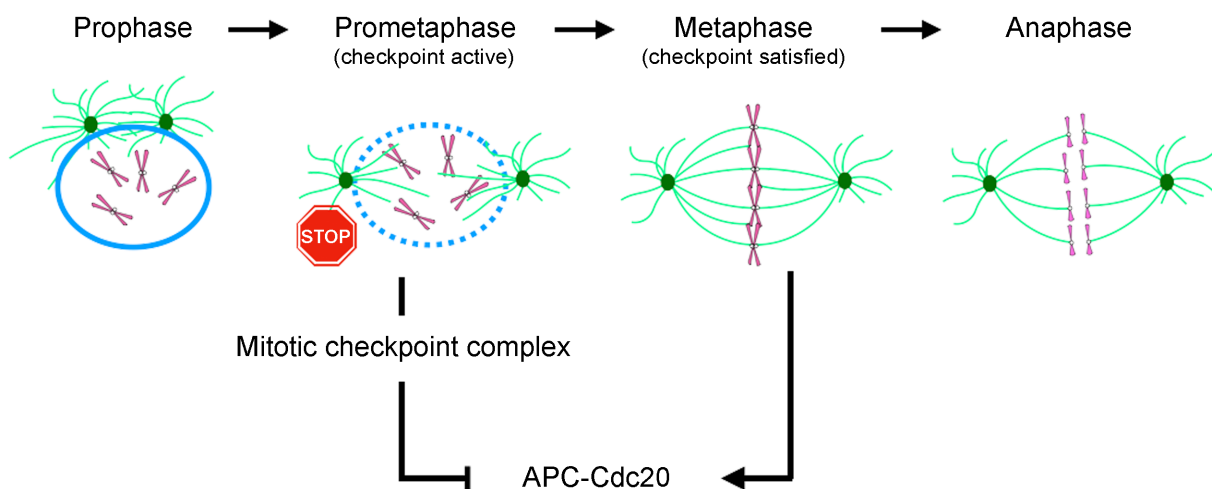 Prophase
Prometaphase
(checkpoint active)
Metaphase
(checkpoint satisfied)
Anaphase
STOP
Mitotic checkpoint complex
APC-Cdc20